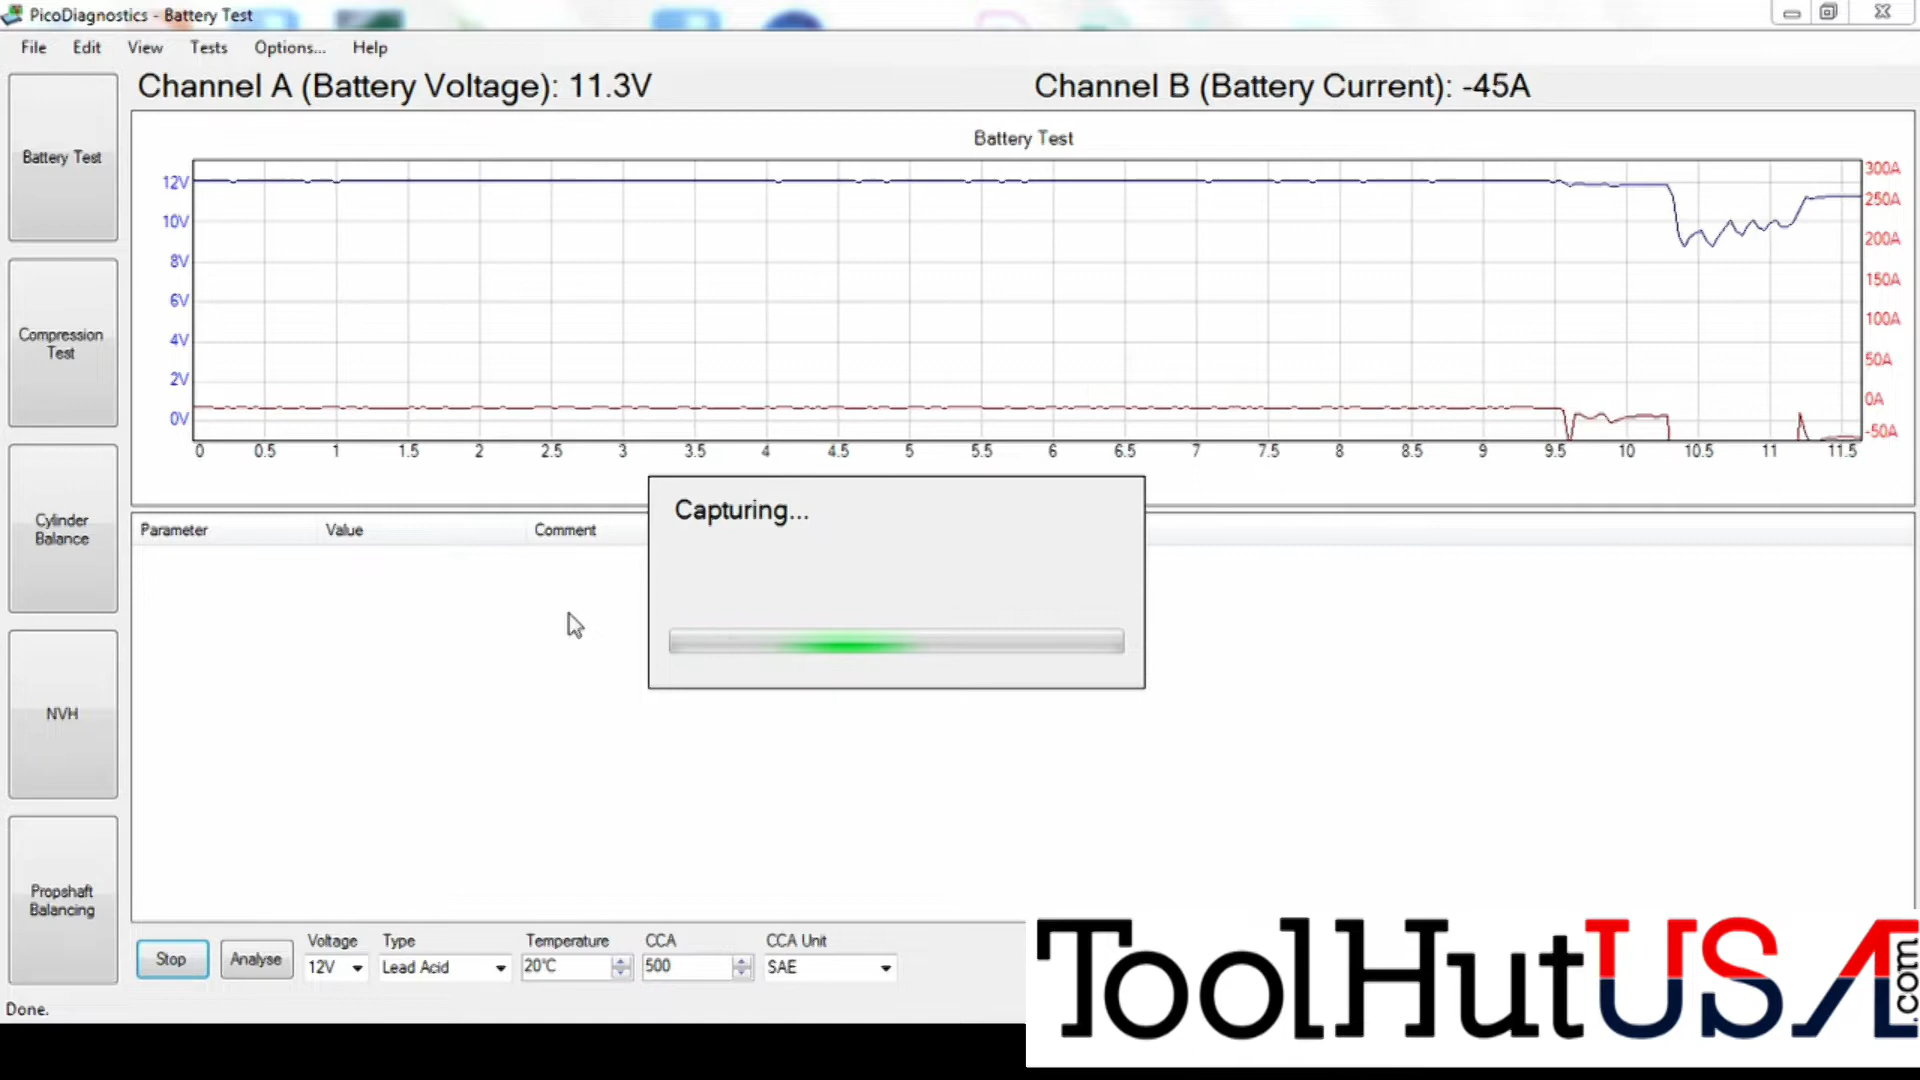 PicoDiagnostics - Battery Test
File Edit View Tests Options... Help
Channel A (Battery Voltage): 11.3V
Channel B (Battery Current): -45A
Battery Test
Compression
Test
Cylinder
Balance
NVH
Propshaft
Balancing
Battery Test
12V
10V
8V
6V
4V
2V
0V
300A
250A
200A
150A
100A
50A
0A
-50A
0 0.5 1 1.5 2 2.5 3 3.5 4 4.5 5 5.5 6 6.5 7 7.5 8 8.5 9 9.5 10 10.5 11 11.5
Parameter Value Comment
Capturing...
Stop Analyse
Voltage Type Temperature CCA CCA Unit
12V Lead Acid 20°C 500 SAE
Done.
ToolHutUSA.com